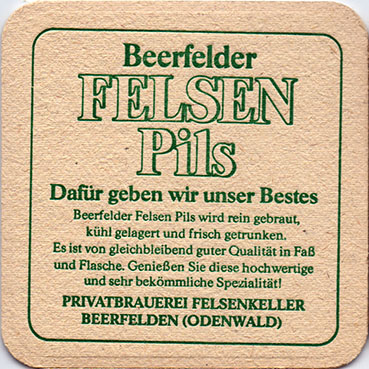 Beerfelder
FELSEN
Pils
Dafür geben wir unser Bestes
Beerfelder Felsen Pils wird rein gebraut,
kühl gelagert und frisch getrunken.
Es ist von gleichbleibend guter Qualität in Faß
und Flasche. Genießen Sie diese hochwertige
und sehr bekömmliche Spezialität!
PRIVATBRAUEREI FELSENKELLER
BEERFELDEN (ODENWALD)